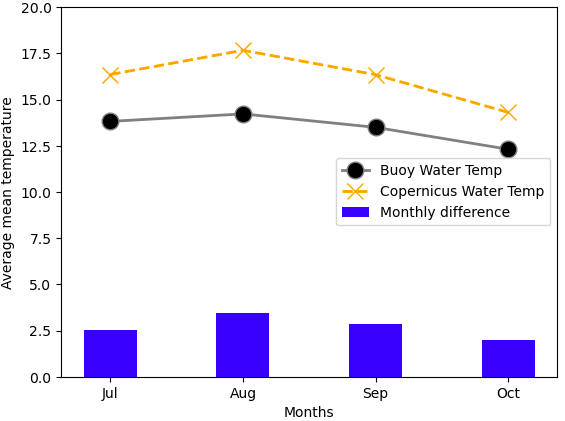 20.0
17.5
15.0
12.5
10.0
7.5
5.0
2.5
0.0
Average mean temperature
Buoy Water Temp
Copernicus Water Temp
Monthly difference
Jul Aug Sep Oct
Months